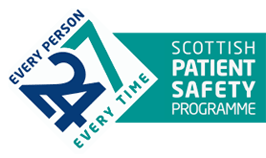 EVERY PERSON
24
7
EVERY TIME
SCOTTISH
PATIENT
SAFETY
PROGRAMME